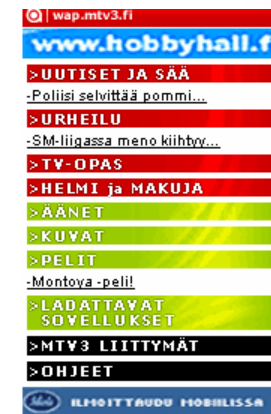 wap.mtv3.fi
www.hobbyhall.f
>UUTISET JA SÄÄ
-Poliisi selvittää pommi...
>URHEILU
-SM-liigassa meno kiihtyy...
>TV-OPAS
>HELMI ja MAKUJA
>ÄÄNET
>KUVAT
>PELIT
-Montoya -peli!
>LADATTAVAT
SOVELLUKSET
>MTV3 LIITTYMÄT
>OHJEET
Idols ILMOITTAUDU MOBIILISSA